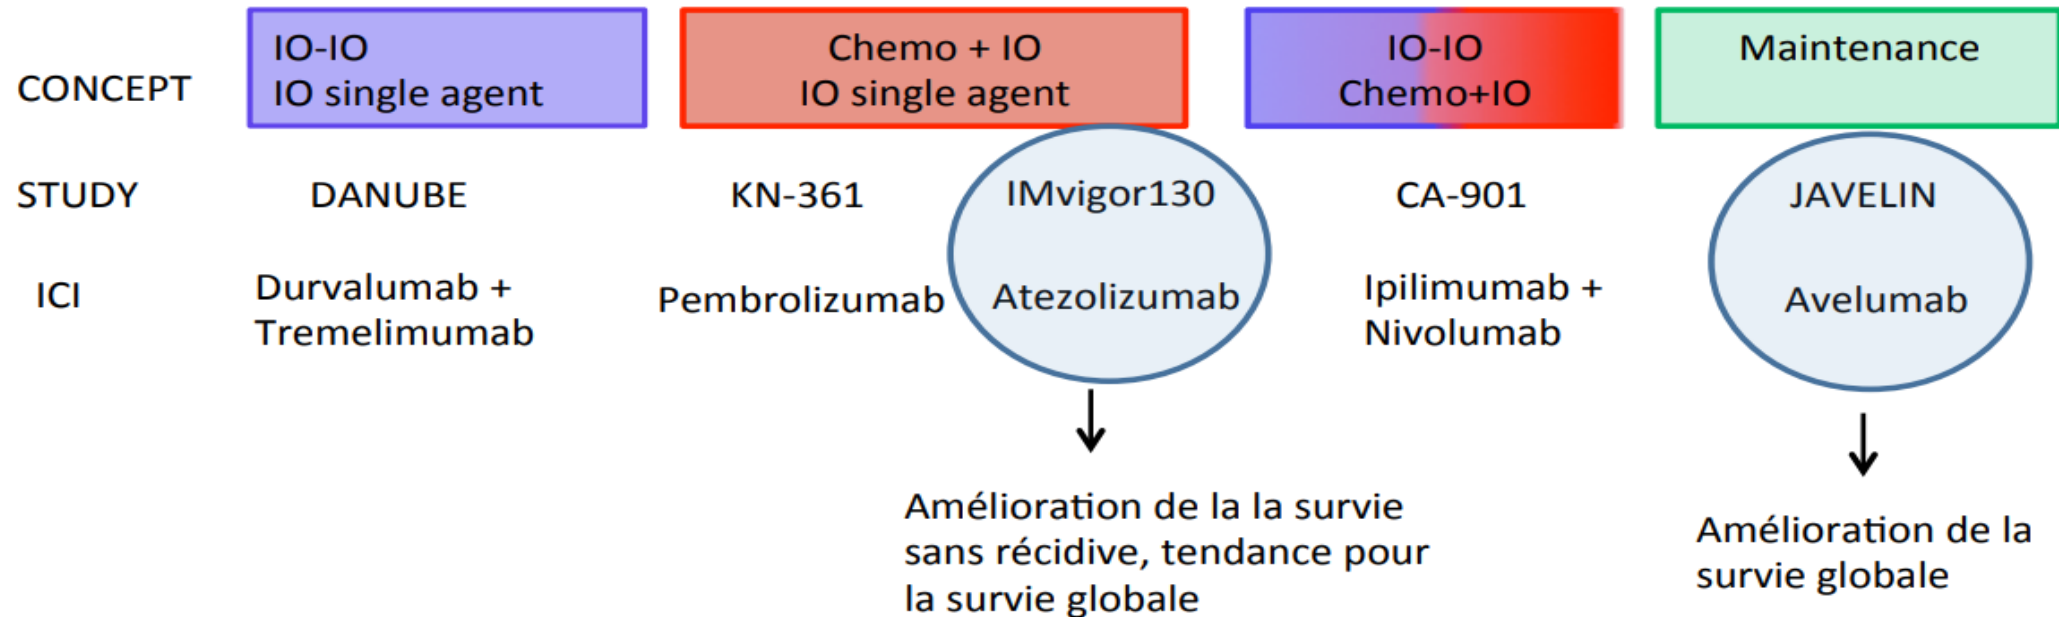 CONCEPT
IO-IO
IO single agent
Chemo + IO
IO single agent
IO-IO
Chemo+IO
Maintenance
STUDY
DANUBE
KN-361
IMvigor130
CA-901
JAVELIN
ICI
Durvalumab +
Tremelimumab
Pembrolizumab
Atezolizumab
Ipilimumab +
Nivolumab
Avelumab
Amélioration de la la survie
sans récidive, tendance pour
la survie globale
Amélioration de la
survie globale